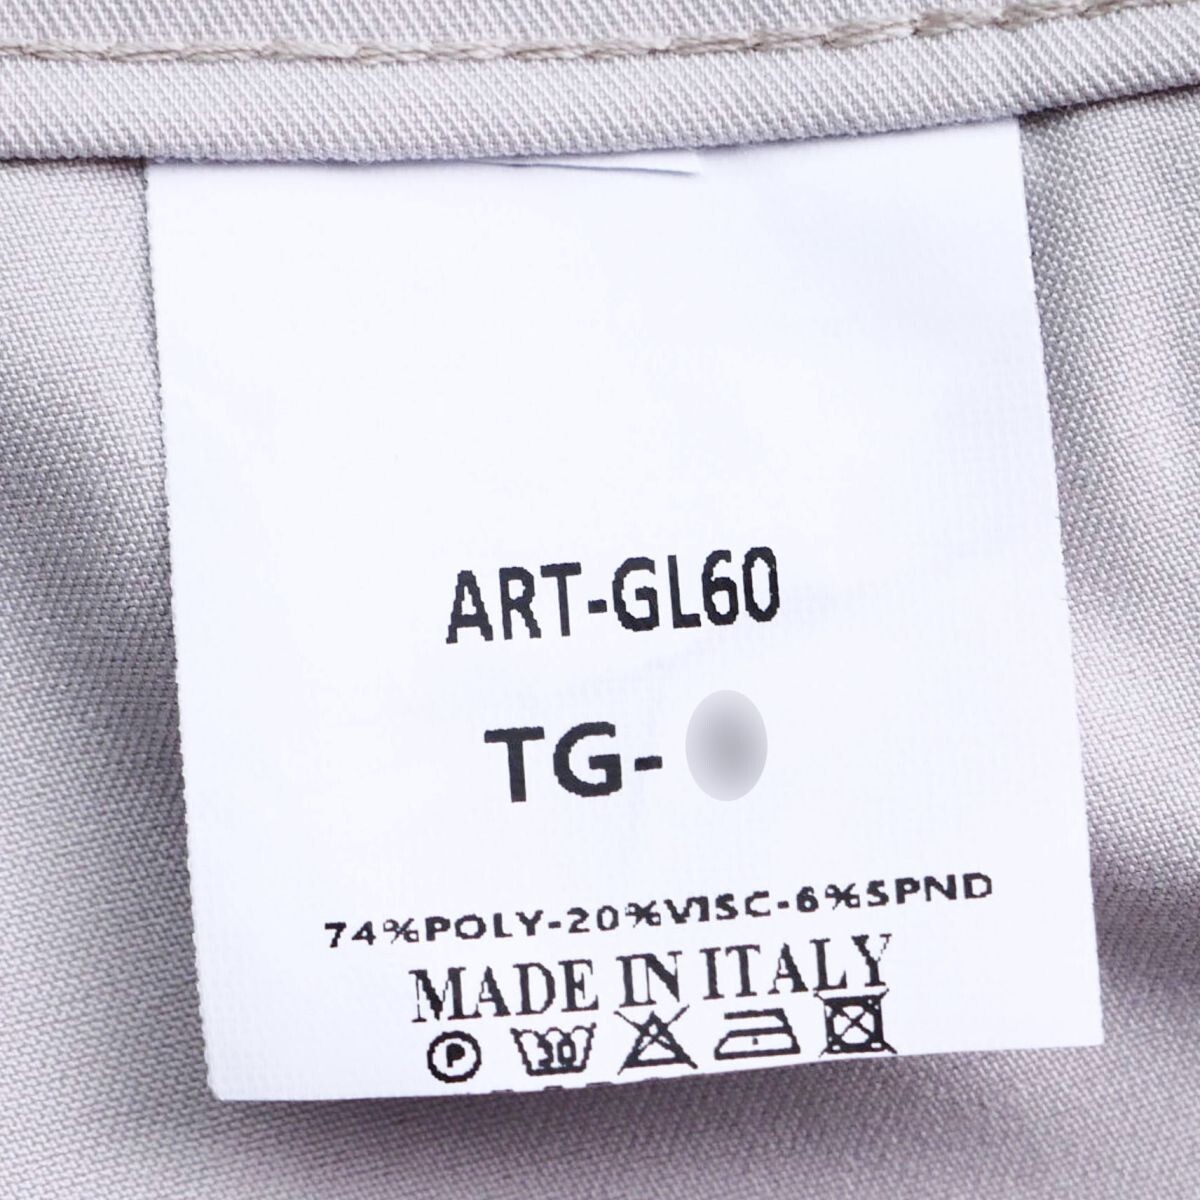 ART-GL60
TG-
74%POLY-20%VISC-6%SPND
MADE IN ITALY
P 30